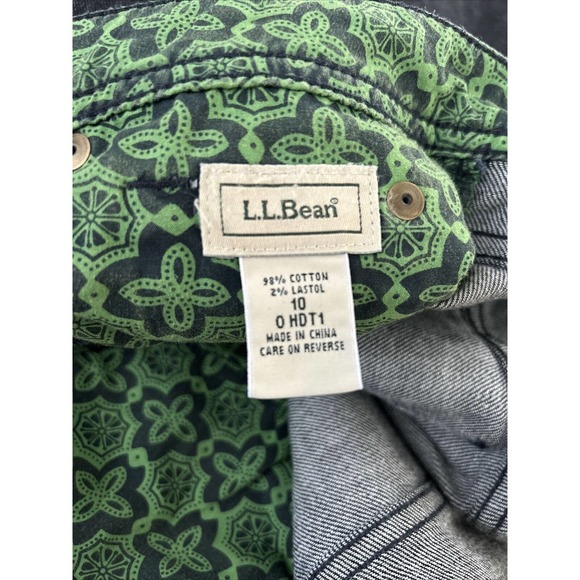 L.L.Bean®
98% COTTON
2% LASTOL
10
0 HDT1
MADE IN CHINA
CARE ON REVERSE